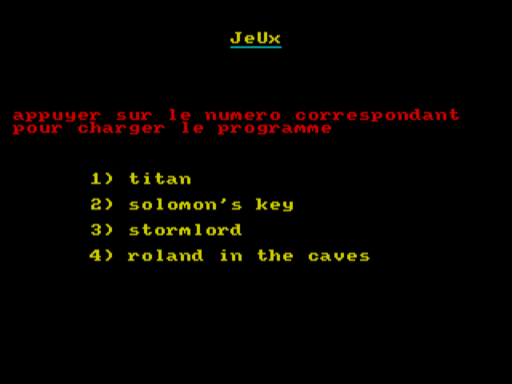 JeUx
appuyer sur le numero correspondant
pour charger le programme
1) titan
2) solomon's key
3) stormlord
4) roland in the caves